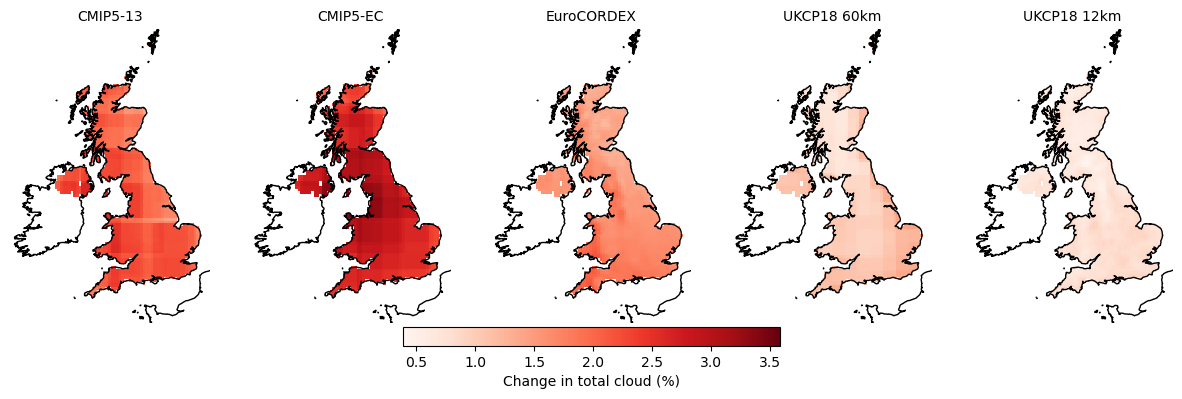 CMIP5-13 CMIP5-EC EuroCORDEX UKCP18 60km UKCP18 12km
0.5 1.0 1.5 2.0 2.5 3.0 3.5
Change in total cloud (%)